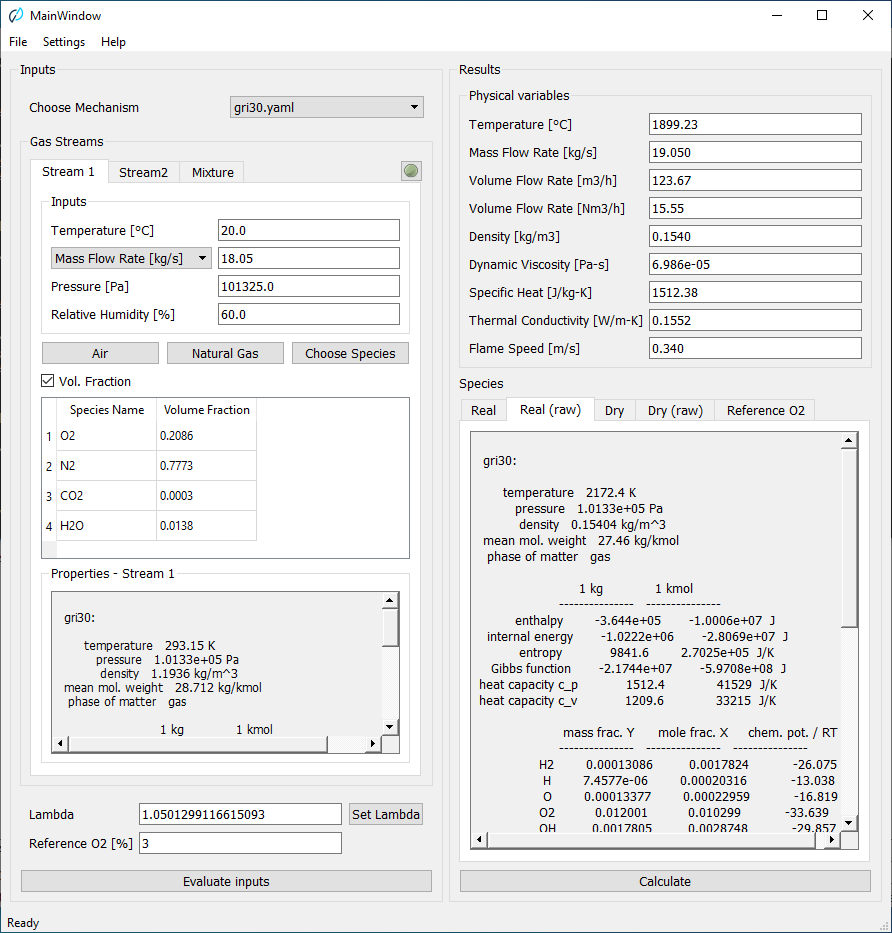 MainWindow
File Settings Help
Inputs
Choose Mechanism gri30.yaml
Gas Streams
Stream 1 Stream2 Mixture
Inputs
Temperature [°C] 20.0
Mass Flow Rate [kg/s] 18.05
Pressure [Pa] 101325.0
Relative Humidity [%] 60.0
Air Natural Gas Choose Species
Vol. Fraction
Species Name Volume Fraction
1 O2 0.2086
2 N2 0.7773
3 CO2 0.0003
4 H2O 0.0138
Properties - Stream 1
gri30:
temperature 293.15 K
pressure 1.0133e+05 Pa
density 1.1936 kg/m^3
mean mol. weight 28.712 kg/kmol
phase of matter gas
1 kg 1 kmol
Lambda 1.0501299116615093 Set Lambda
Reference O2 [%] 3
Evaluate inputs
Results
Physical variables
Temperature [°C] 1899.23
Mass Flow Rate [kg/s] 19.050
Volume Flow Rate [m3/h] 123.67
Volume Flow Rate [Nm3/h] 15.55
Density [kg/m3] 0.1540
Dynamic Viscosity [Pa-s] 6.986e-05
Specific Heat [J/kg-K] 1512.38
Thermal Conductivity [W/m-K] 0.1552
Flame Speed [m/s] 0.340
Species
Real Real (raw) Dry Dry (raw) Reference O2
gri30:
temperature 2172.4 K
pressure 1.0133e+05 Pa
density 0.15404 kg/m^3
mean mol. weight 27.46 kg/kmol
phase of matter gas
1 kg 1 kmol
--------------- ---------------
enthalpy -3.644e+05 -1.0006e+07 J
internal energy -1.0222e+06 -2.8069e+07 J
entropy 9841.6 2.7025e+05 J/K
Gibbs function -2.1744e+07 -5.9708e+08 J
heat capacity c_p 1512.4 41529 J/K
heat capacity c_v 1209.6 33215 J/K
mass frac. Y mole frac. X chem. pot. / RT
--------------- --------------- ---------------
H2 0.00013086 0.0017824 -26.075
H 7.4577e-06 0.00020316 -13.038
O 0.00013377 0.00022959 -16.819
O2 0.012001 0.010299 -33.639
OH 0.0017805 0.0028748 -29.857
Calculate
Ready